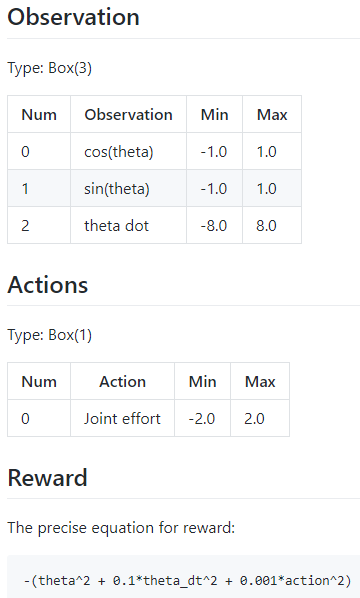 Observation
Type: Box(3)
Num Observation Min Max
0 cos(theta) -1.0 1.0
1 sin(theta) -1.0 1.0
2 theta dot -8.0 8.0
Actions
Type: Box(1)
Num Action Min Max
0 Joint effort -2.0 2.0
Reward
The precise equation for reward:
-(theta^2 + 0.1*theta_dt^2 + 0.001*action^2)